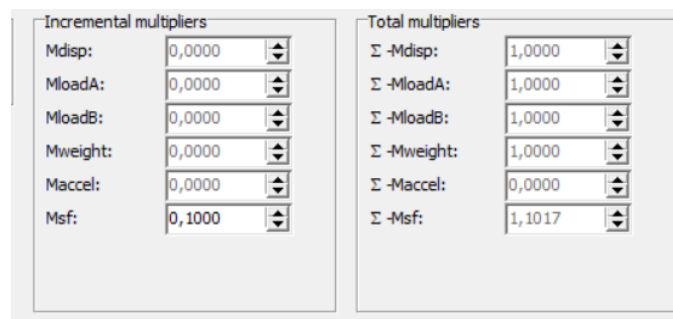 Incremental multipliers
Mdisp: 0,0000
MloadA: 0,0000
MloadB: 0,0000
Mweight: 0,0000
Maccel: 0,0000
Msf: 0,1000
Total multipliers
Σ -Mdisp: 1,0000
Σ -MloadA: 1,0000
Σ -MloadB: 1,0000
Σ -Mweight: 1,0000
Σ -Maccel: 0,0000
Σ -Msf: 1,1017